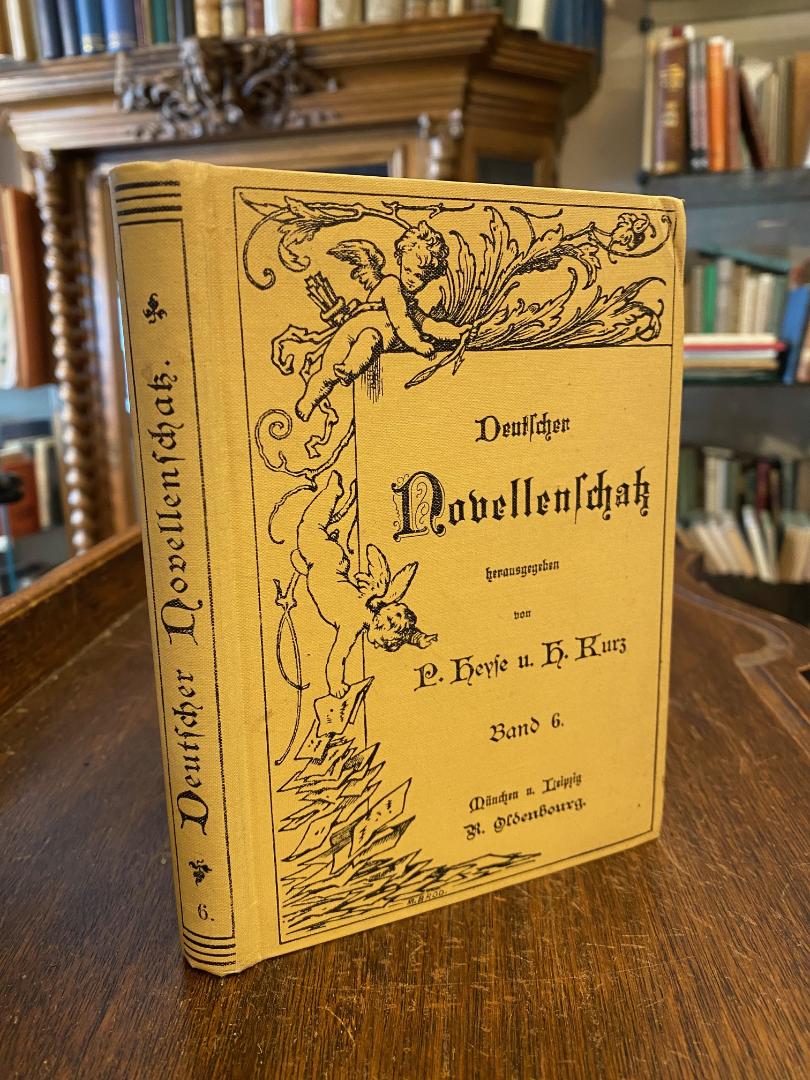 Deutſcher Novellenſchatz.
6.
Deutſcher
Novellenſchatz
herausgegeben
von
P. Heyſe u. H. Kurz
Band 6.
München u. Leipzig
R. Oldenbourg.